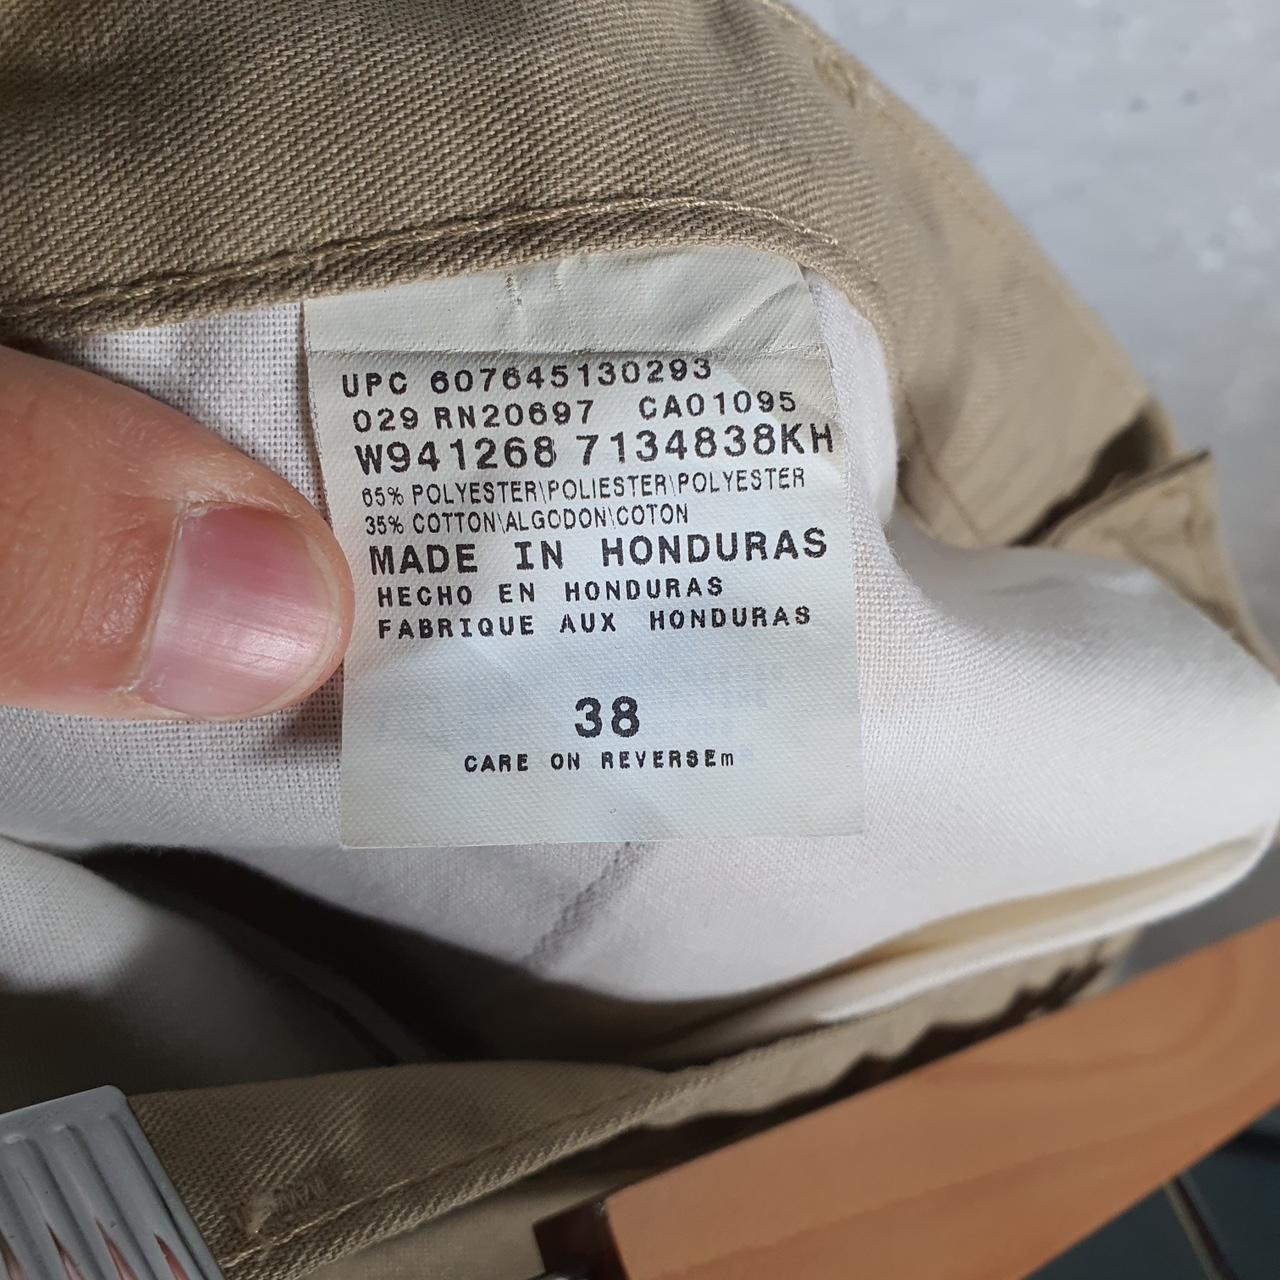 UPC 607645130293
029 RN20697 CA01095
W941268 7134838KH
65% POLYESTER\POLIESTER\POLYESTER
35% COTTON\ALGODON\COTON
MADE IN HONDURAS
HECHO EN HONDURAS
FABRIQUE AUX HONDURAS
38
CARE ON REVERSEm